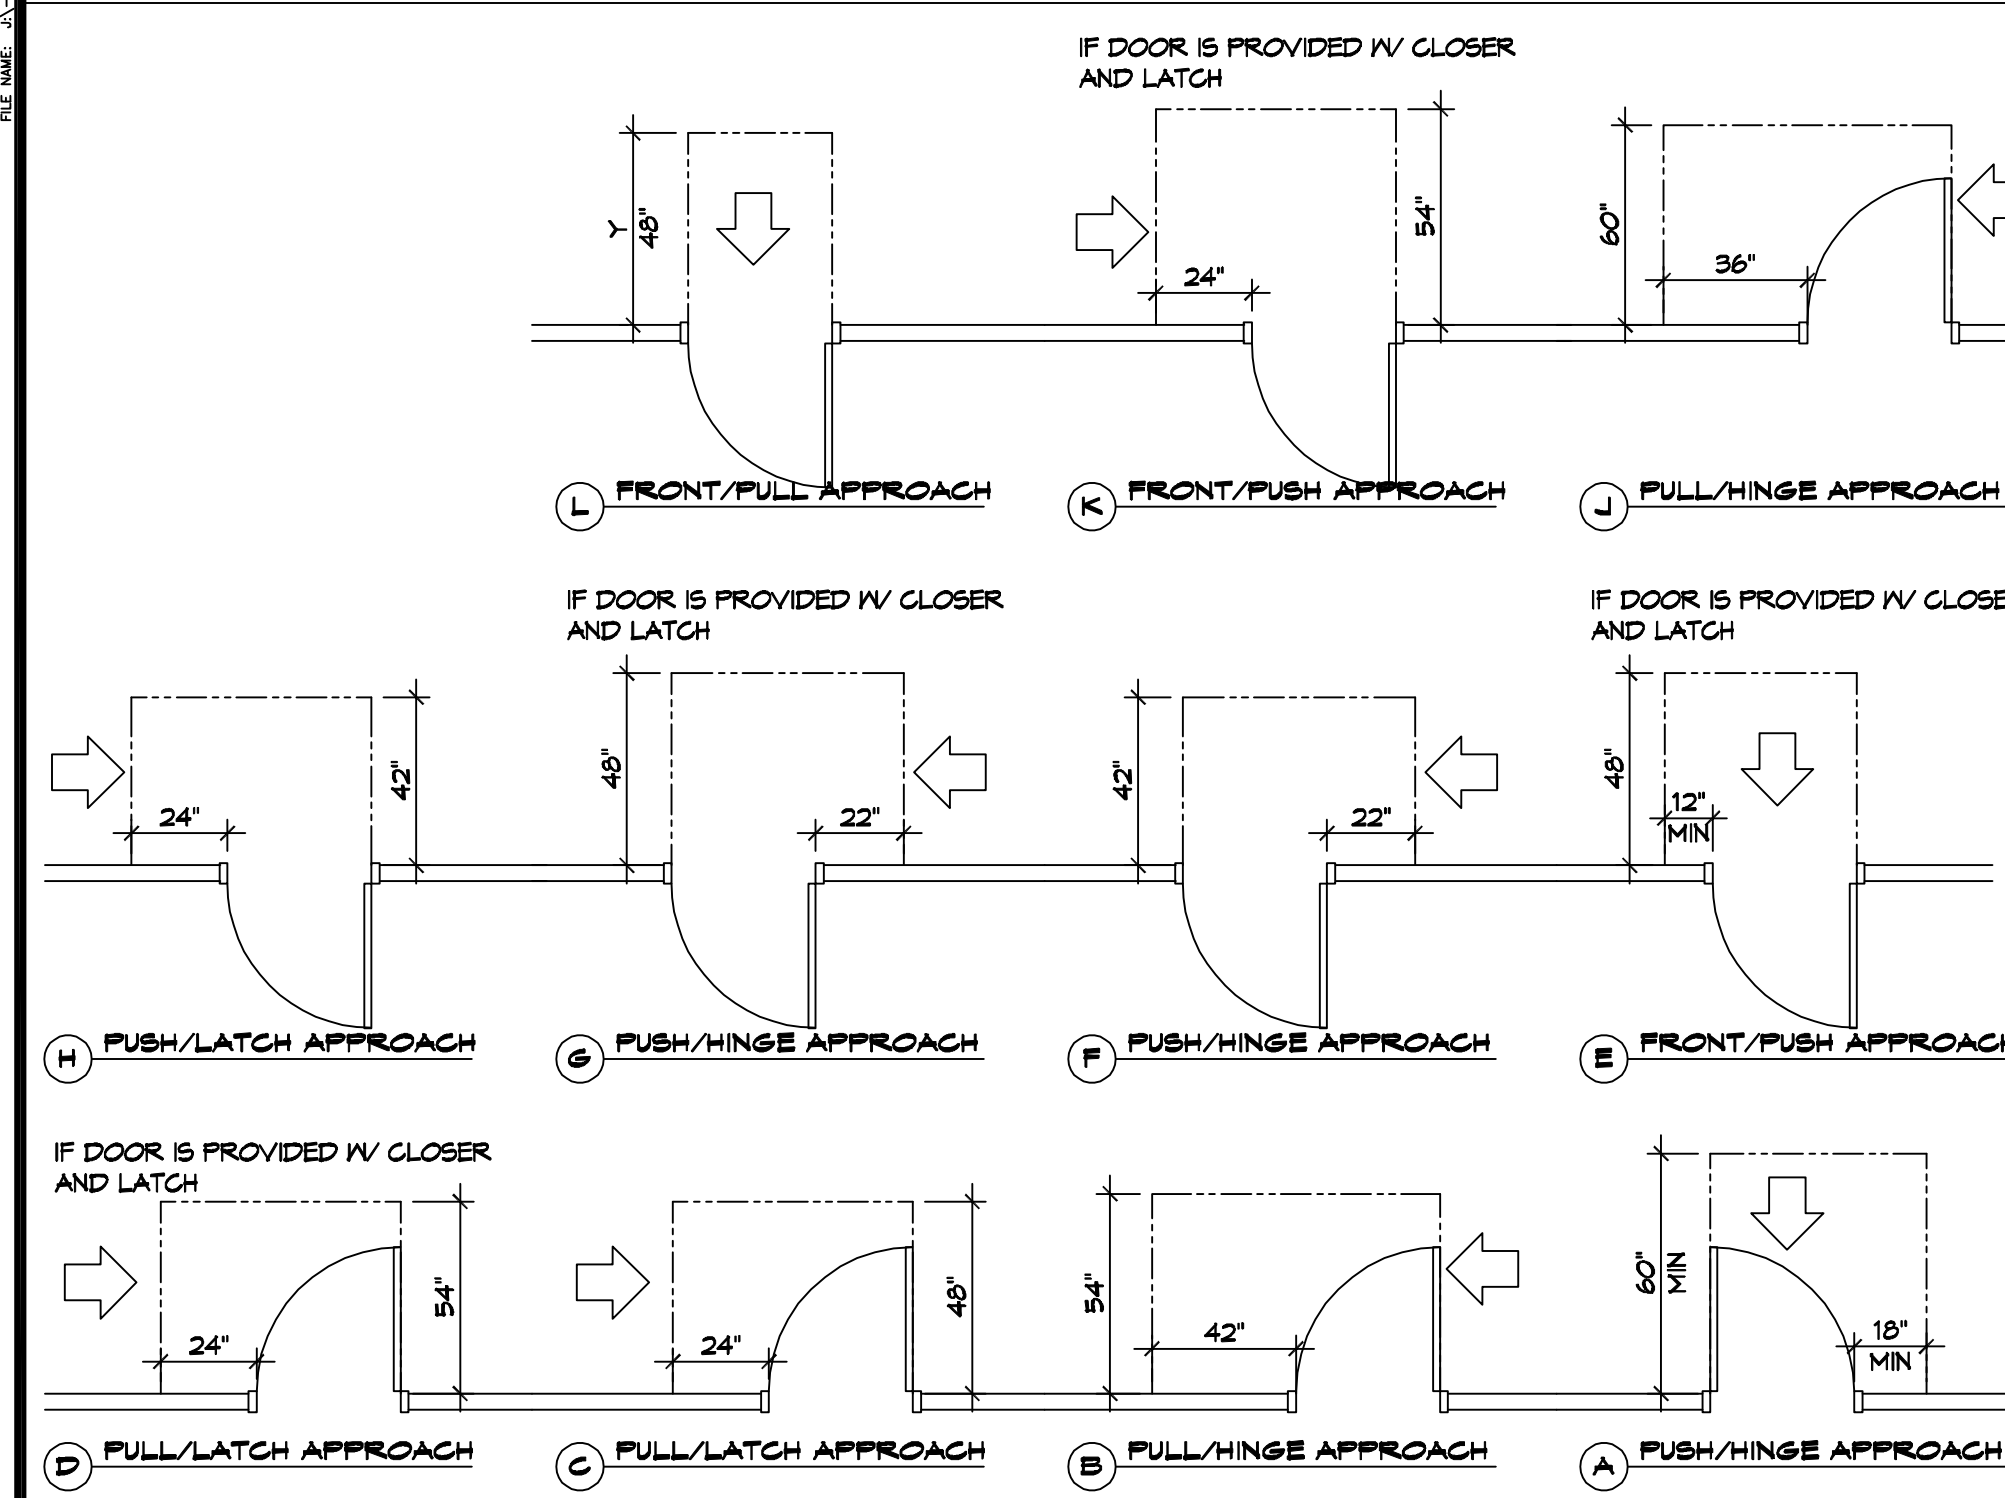 FILE NAME: J:\
IF DOOR IS PROVIDED W/ CLOSER
AND LATCH
Y
48"
24"
54"
60"
36"
L FRONT/PULL APPROACH
K FRONT/PUSH APPROACH
J PULL/HINGE APPROACH
IF DOOR IS PROVIDED W/ CLOSER
AND LATCH
IF DOOR IS PROVIDED W/ CLOSE
AND LATCH
24"
42"
48"
22"
42"
22"
48"
12"
MIN
H PUSH/LATCH APPROACH
G PUSH/HINGE APPROACH
F PUSH/HINGE APPROACH
E FRONT/PUSH APPROACH
IF DOOR IS PROVIDED W/ CLOSER
AND LATCH
24"
54"
24"
48"
54"
42"
60"
MIN
18"
MIN
D PULL/LATCH APPROACH
C PULL/LATCH APPROACH
B PULL/HINGE APPROACH
A PUSH/HINGE APPROACH